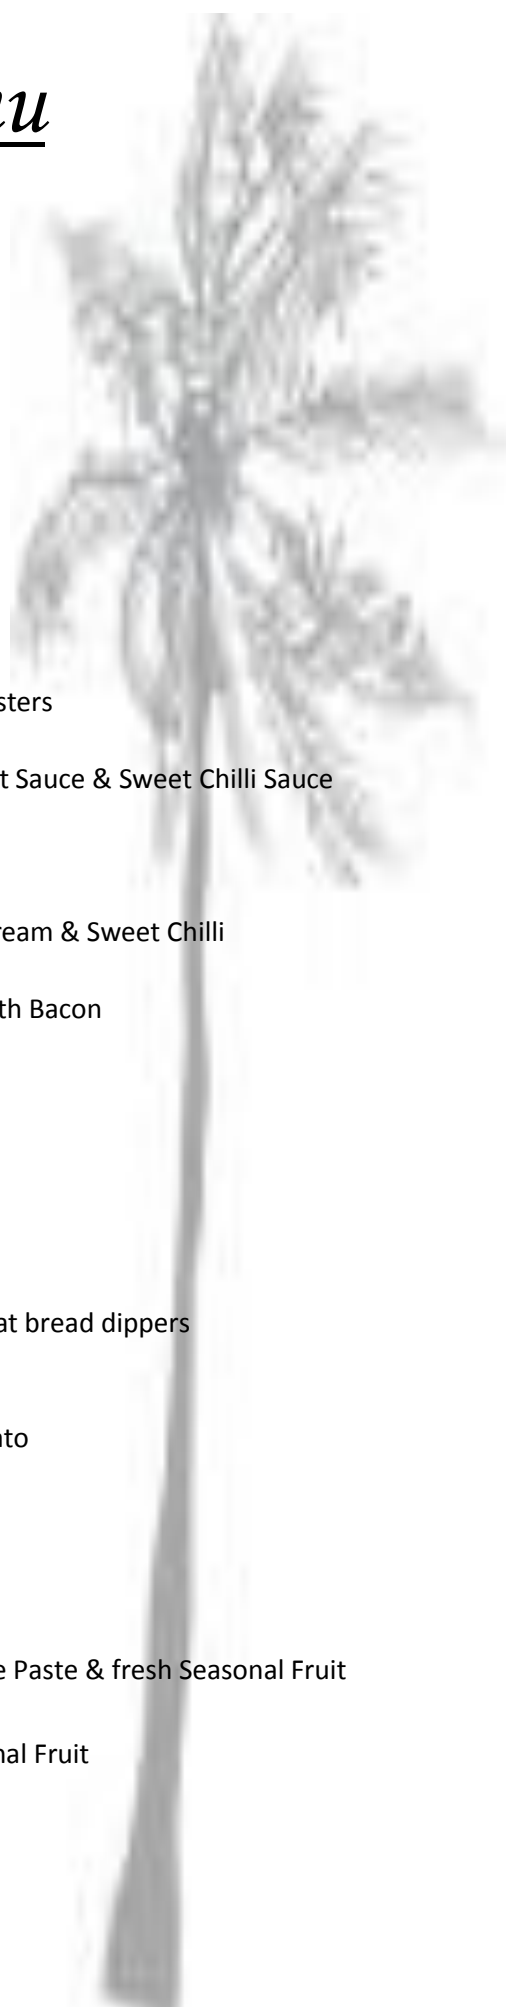 nu
sters
t Sauce & Sweet Chilli Sauce
ream & Sweet Chilli
th Bacon
at bread dippers
ato
e Paste & fresh Seasonal Fruit
nal Fruit